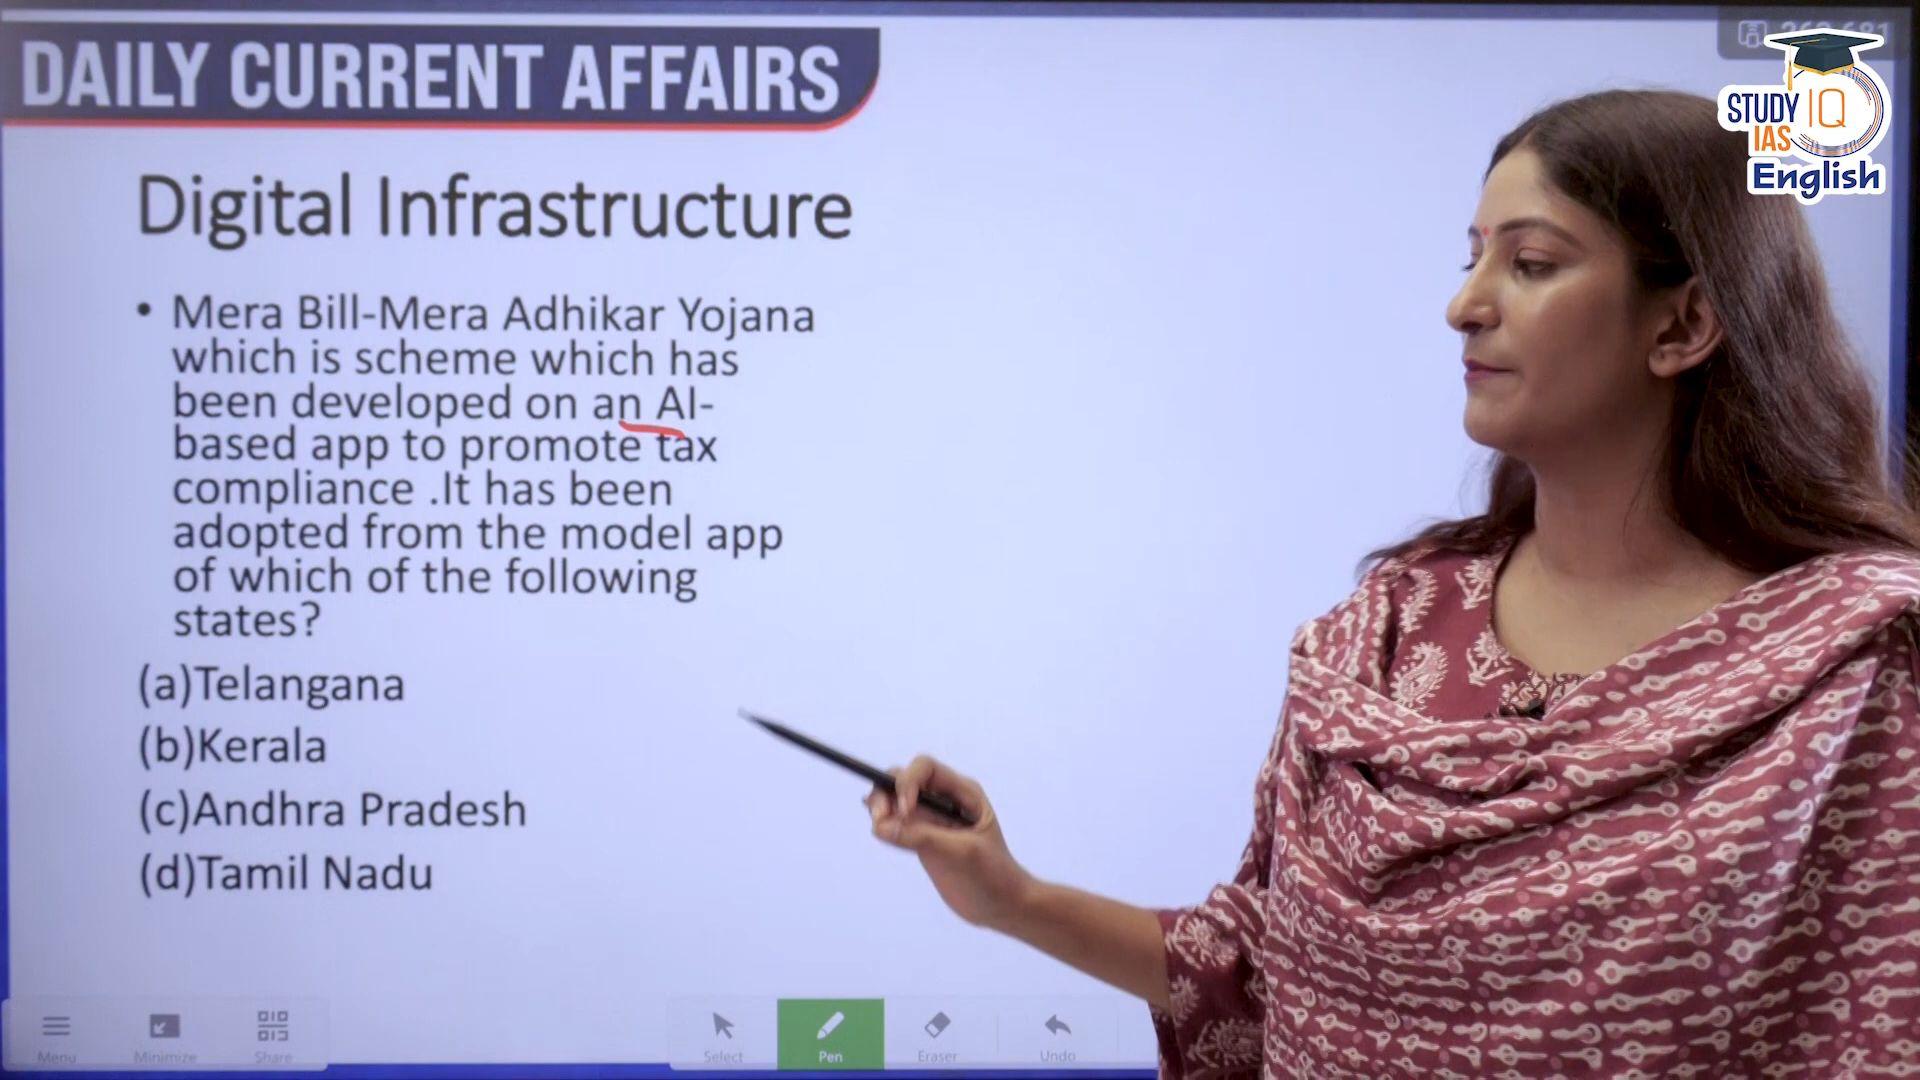 DAILY CURRENT AFFAIRS
STUDY IQ
IAS
English
Digital Infrastructure
• Mera Bill-Mera Adhikar Yojana
which is scheme which has
been developed on an AI-
based app to promote tax
compliance .It has been
adopted from the model app
of which of the following
states?
(a)Telangana
(b)Kerala
(c)Andhra Pradesh
(d)Tamil Nadu
Menu
Minimize
Share
Select
Pen
Eraser
Undo